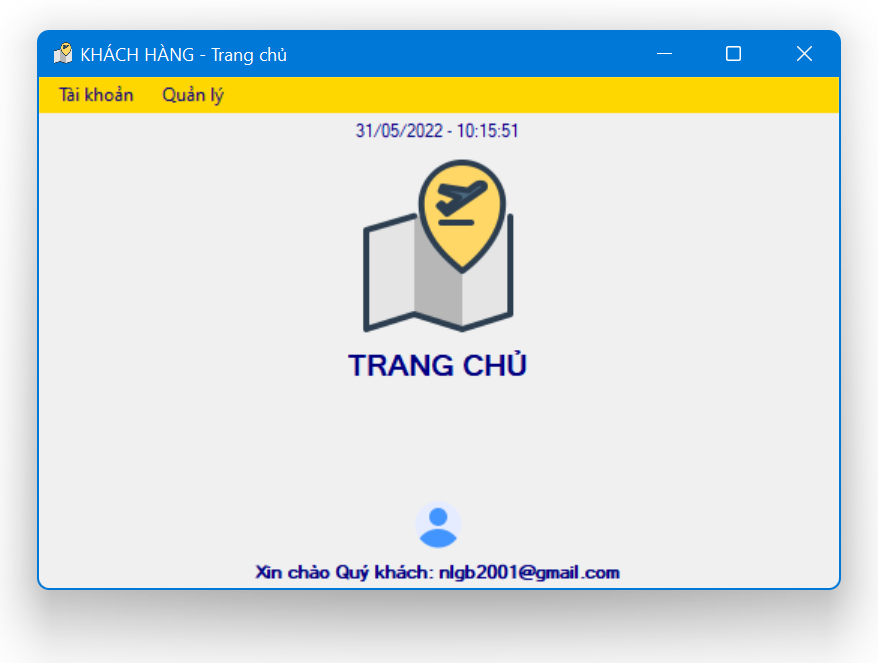 KHÁCH HÀNG - Trang chủ
Tài khoản Quản lý
31/05/2022 - 10:15:51
TRANG CHỦ
Xin chào Quý khách: nlgb2001@gmail.com